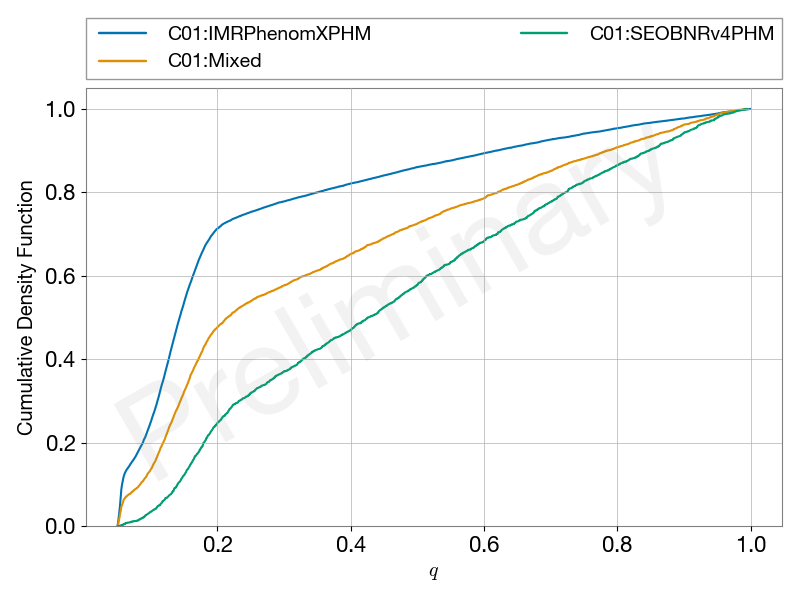 C01:IMRPhenomXPHM
C01:Mixed
C01:SEOBNRv4PHM
Cumulative Density Function
1.0
0.8
0.6
0.4
0.2
0.0
Preliminary
0.2 0.4 0.6 0.8 1.0
q